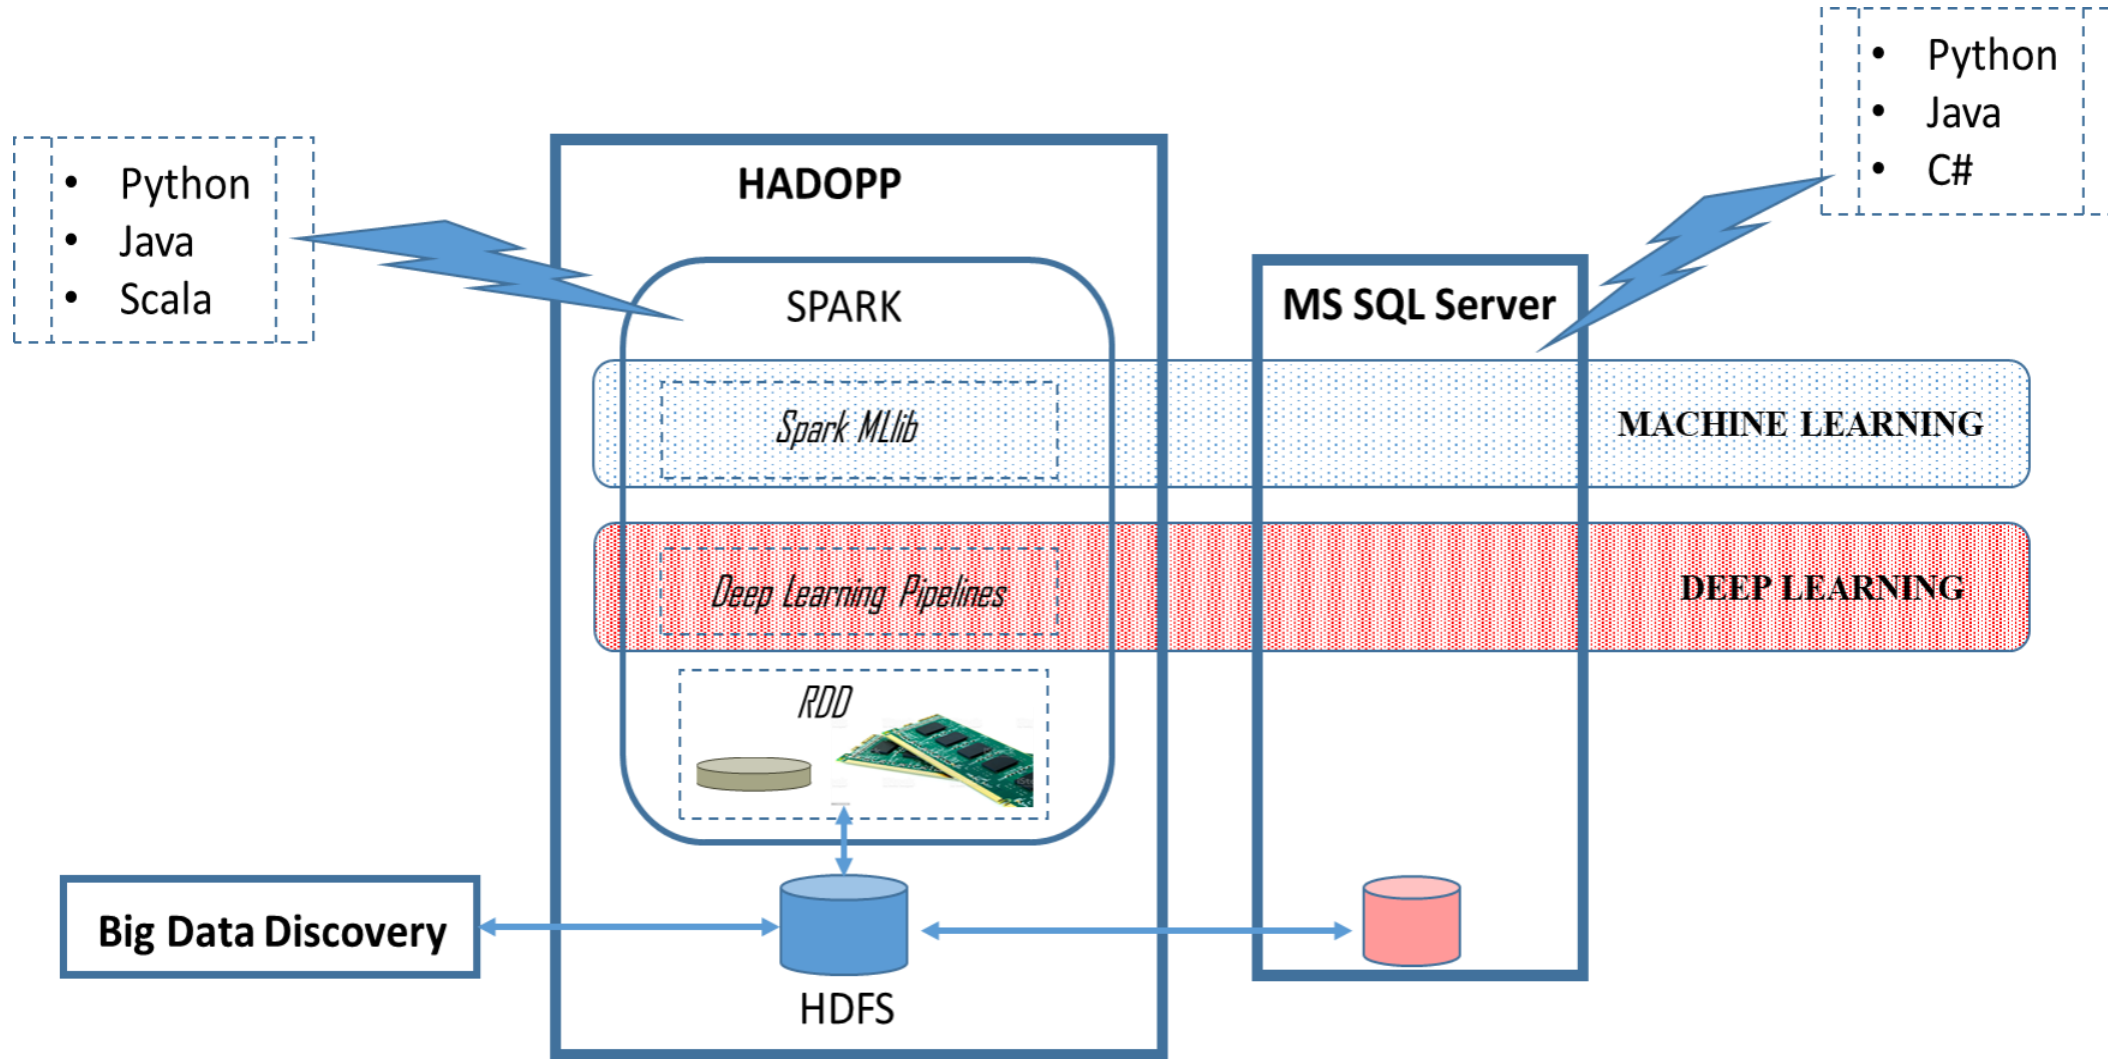 • Python
• Java
• C#
• Python
• Java
• Scala
HADOPP
SPARK
MS SQL Server
Spark MLlib
MACHINE LEARNING
Deep Learning Pipelines
DEEP LEARNING
RDD
Big Data Discovery
HDFS